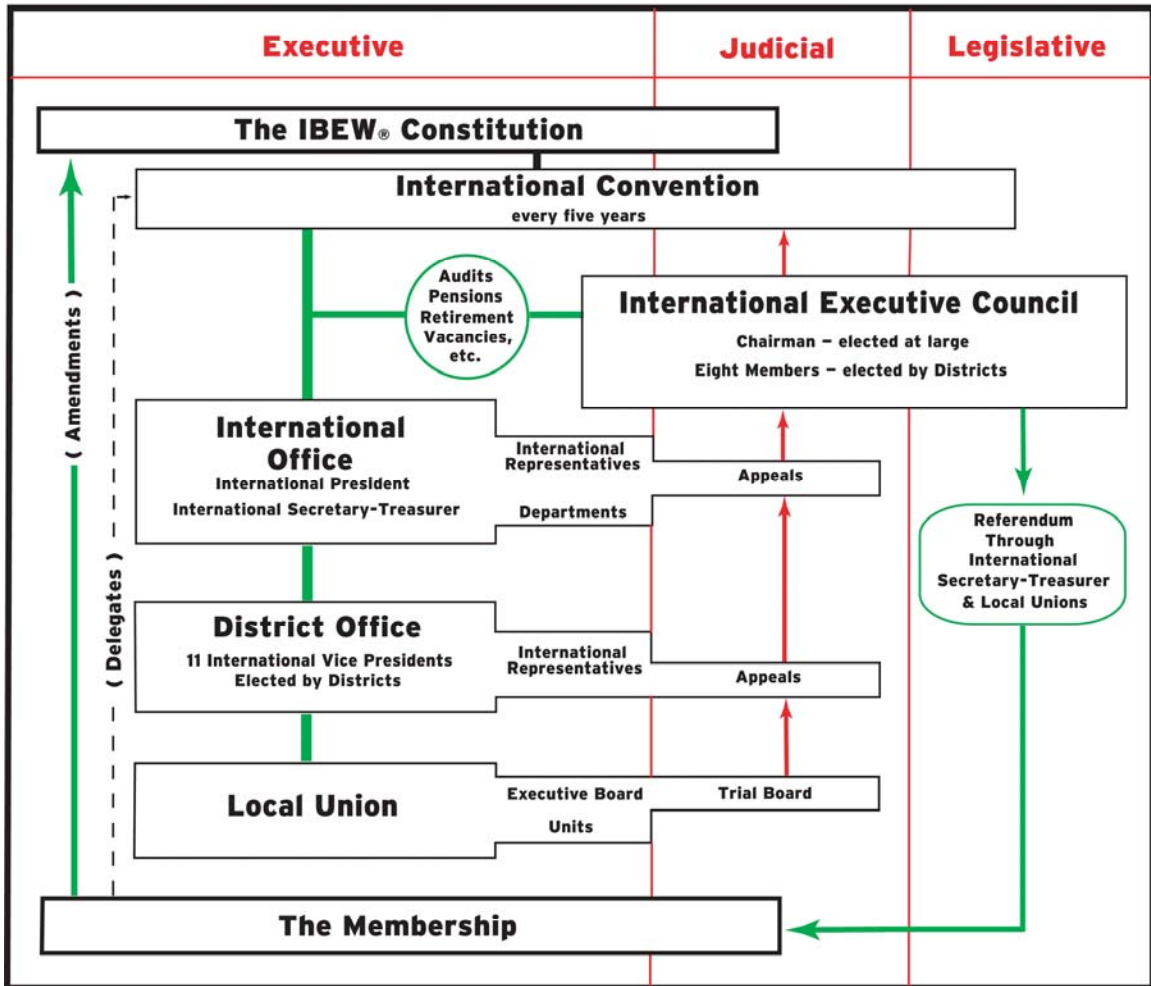 Executive
Judicial
Legislative
The IBEW® Constitution
International Convention
every five years
Audits
Pensions
Retirement
Vacancies,
etc.
International Executive Council
Chairman – elected at large
Eight Members – elected by Districts
( Amendments )
( Delegates )
International
Office
International President
International Secretary-Treasurer
International
Representatives
Departments
Appeals
Referendum
Through
International
Secretary-Treasurer
& Local Unions
District Office
11 International Vice Presidents
Elected by Districts
International
Representatives
Appeals
Local Union
Executive Board
Units
Trial Board
The Membership